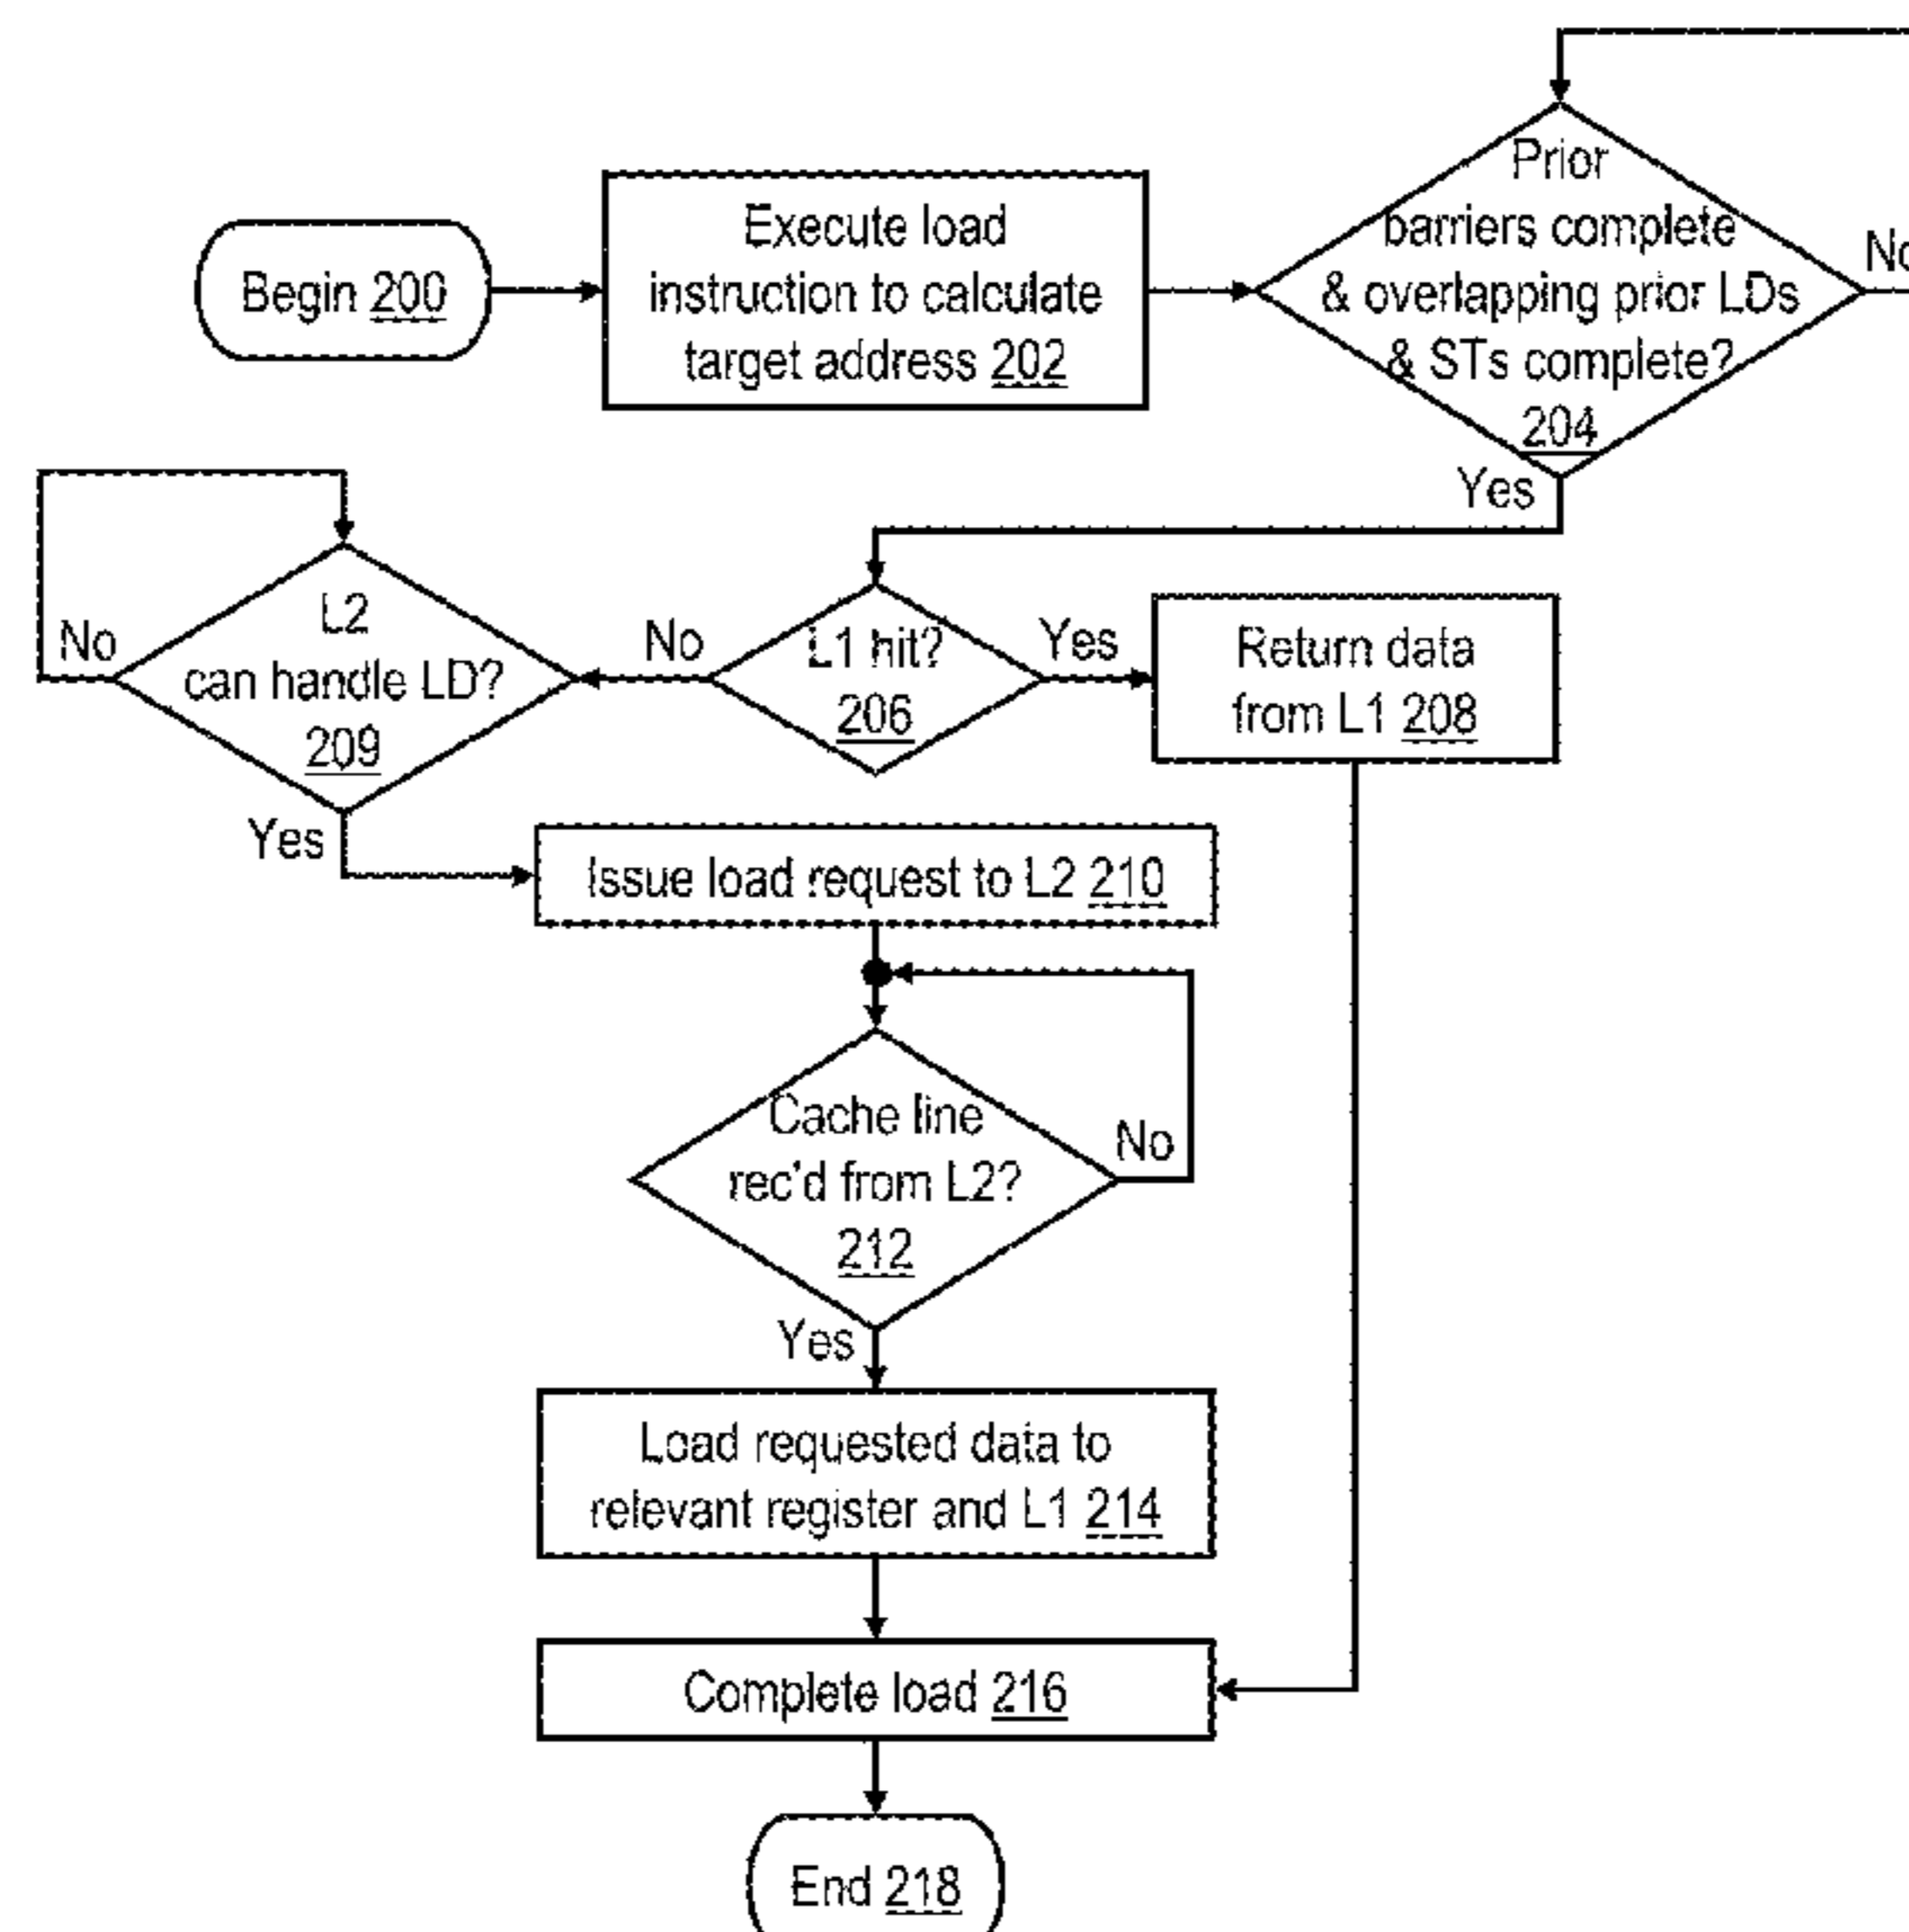 Begin 200
Execute load
instruction to calculate
target address 202
Prior
barriers complete
& overlapping prior LDs
& STs complete?
204
No
Yes
L2
can handle LD?
209
No
Yes
No
L1 hit?
206
Yes
Return data
from L1 208
Issue load request to L2 210
Cache line
rec'd from L2?
212
No
Yes
Load requested data to
relevant register and L1 214
Complete load 216
End 218